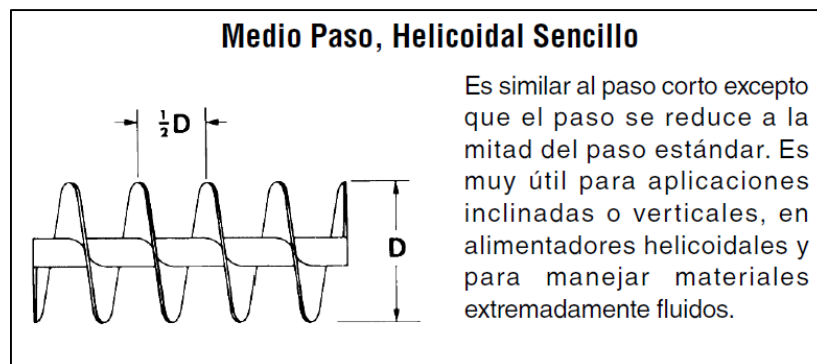 Medio Paso, Helicoidal Sencillo
½D
D
Es similar al paso corto excepto
que el paso se reduce a la
mitad del paso estándar. Es
muy útil para aplicaciones
inclinadas o verticales, en
alimentadores helicoidales y
para manejar materiales
extremadamente fluidos.